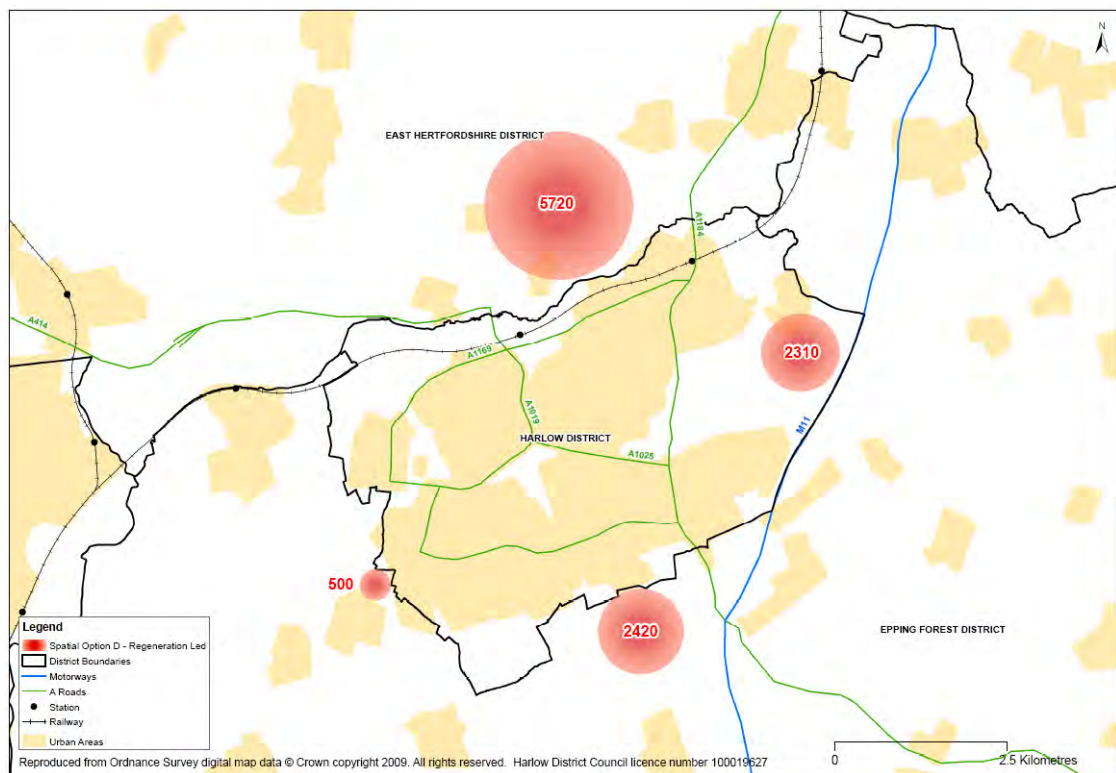 N
EAST HERTFORDSHIRE DISTRICT
5720
A1184
A414
A1169
2310
A1019
M11
HARLOW DISTRICT
A1025
500
2420
EPPING FOREST DISTRICT
Legend
Spatial Option D - Regeneration Led
District Boundaries
Motorways
A Roads
Station
Railway
Urban Areas
0 2.5 Kilometres
Reproduced from Ordnance Survey digital map data © Crown copyright 2009. All rights reserved. Harlow District Council licence number 100019627